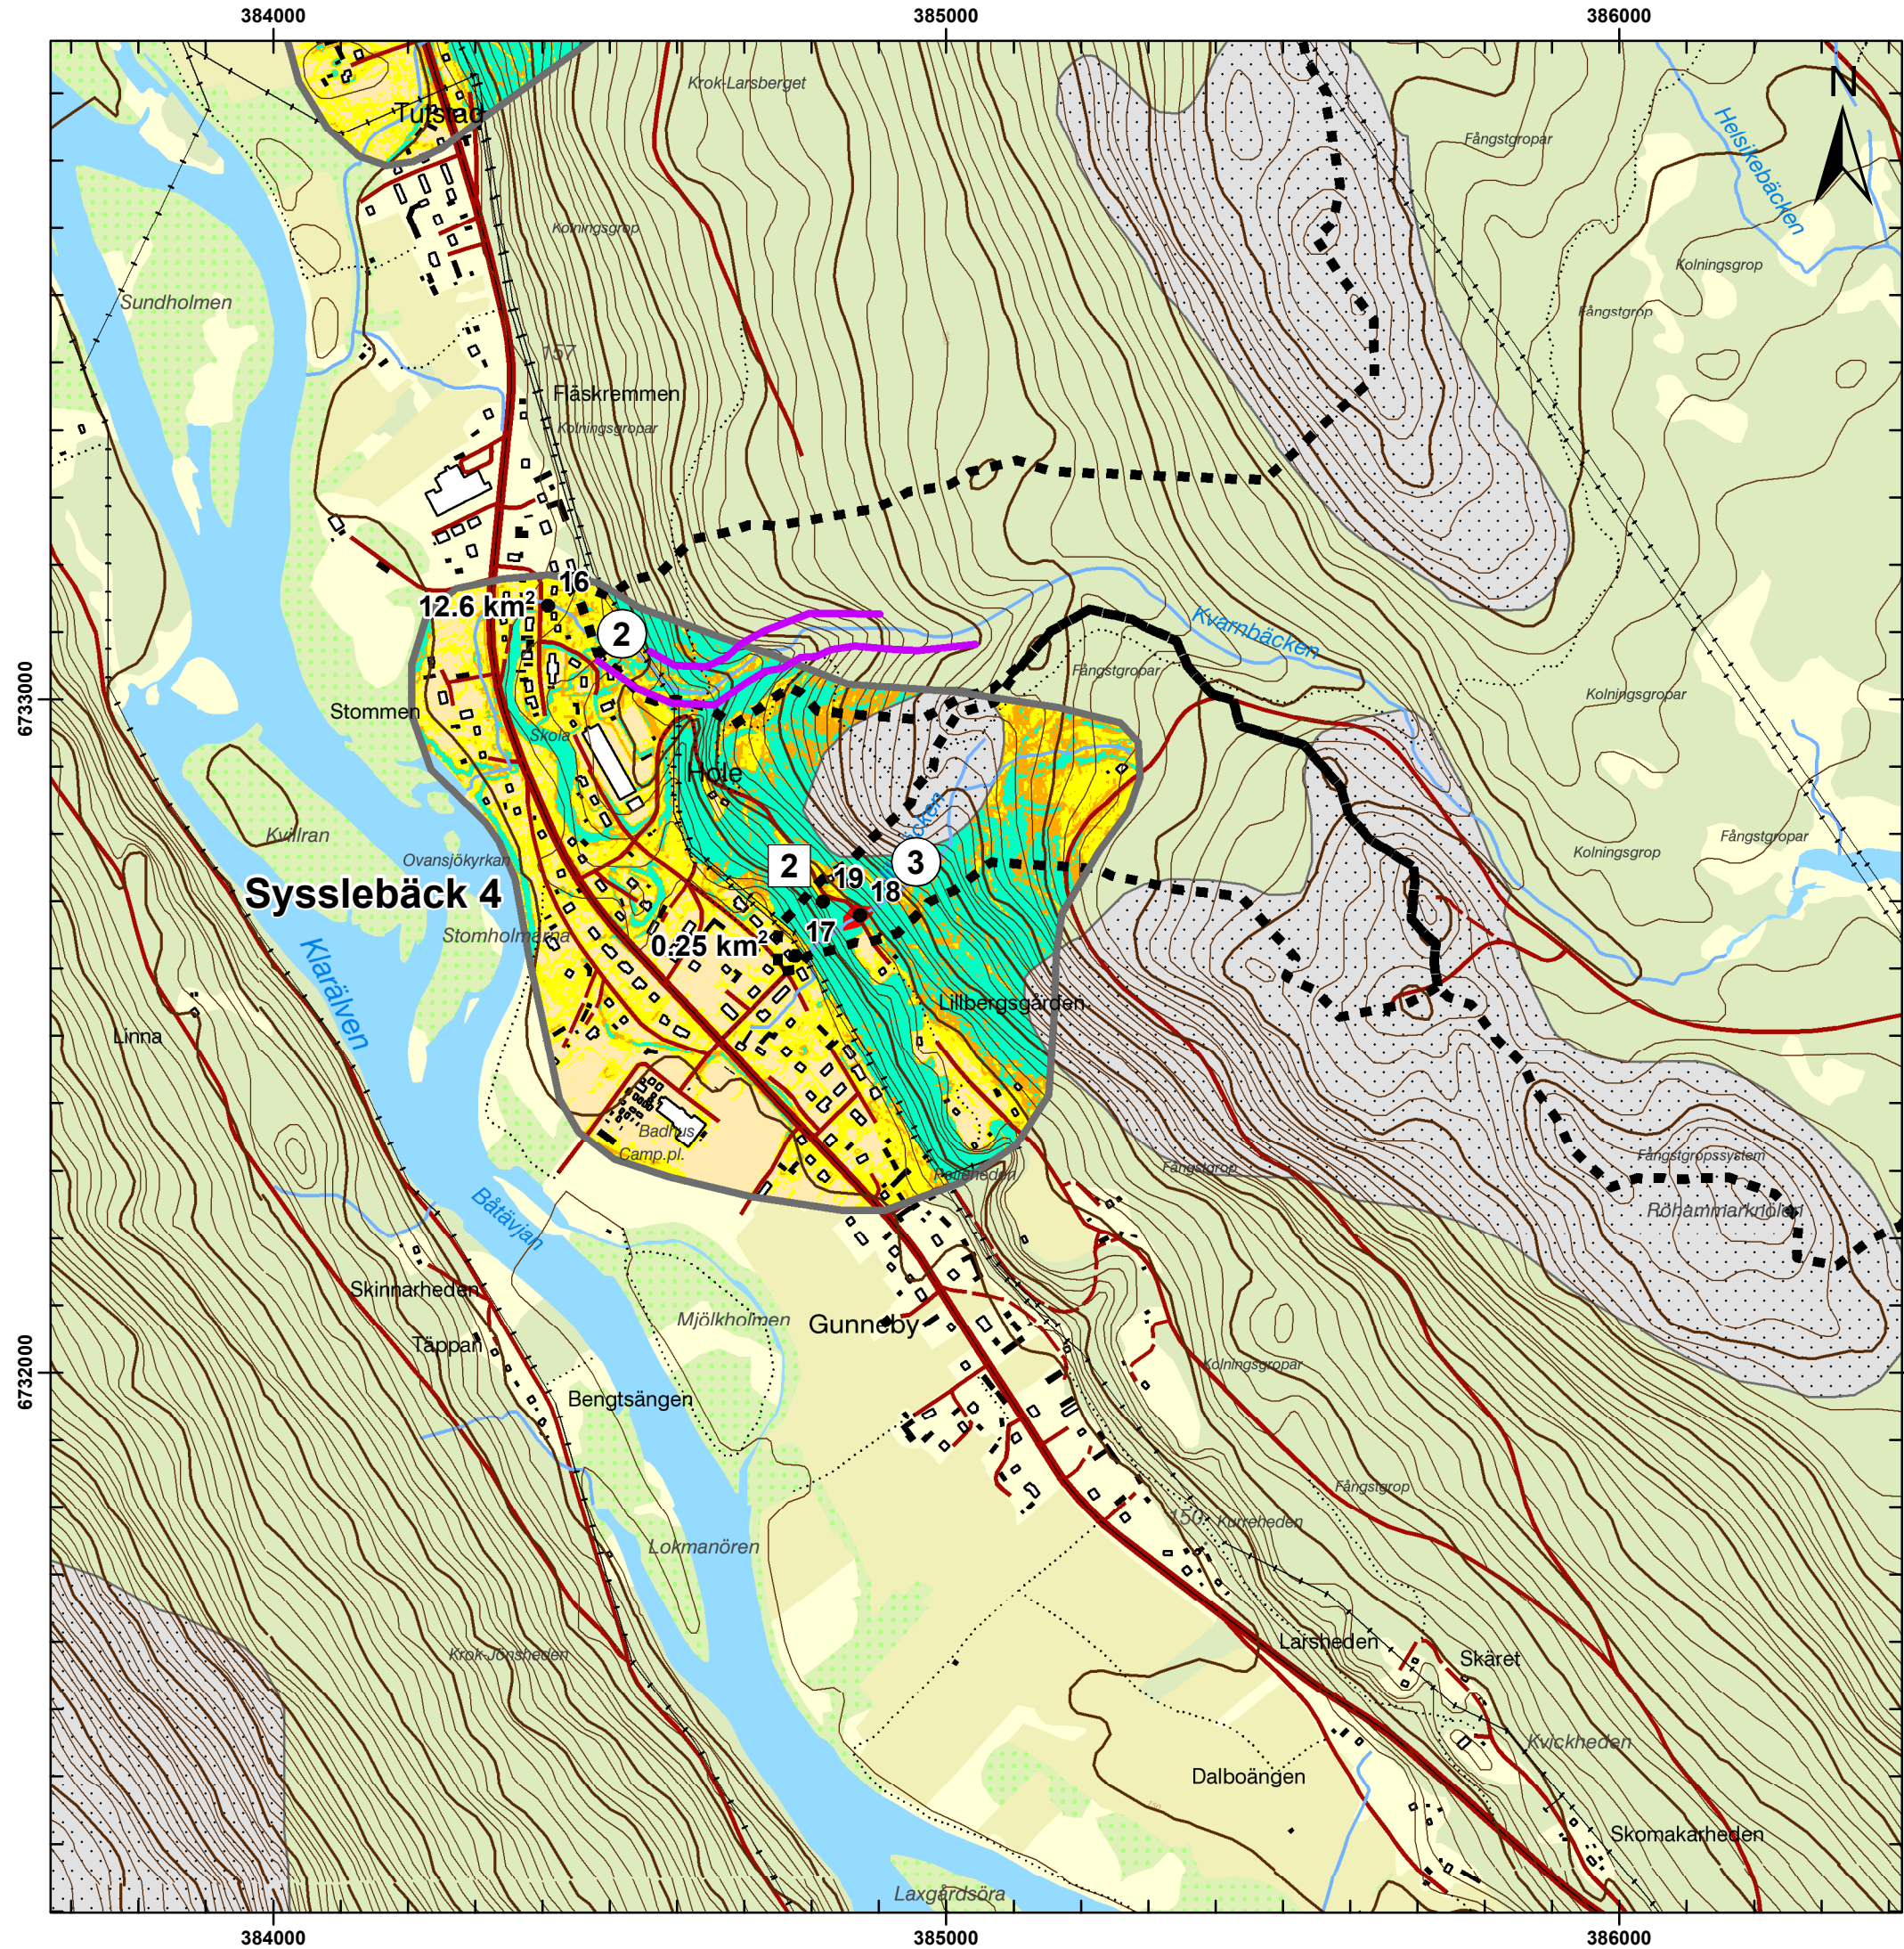 384000
385000
386000
N
Krok-Larsberget
Tutstad
Fångstgropar
Helsikebäcken
Kolningsgrop
Kolningsgrop
Sundholmen
Fångstgrop
157
Fläskremmen
Kolningsgropar
16
12.6 km²
2
Kvarnbäcken
Fångstgropar
6733000
Kolningsgropar
Stommen
Skola
Hole
Kvillran
Fångstgropar
Ovansjökyrkan
Kolningsgrop
2
3
19
18
Sysslebäck 4
17
Stomholmarna
0.25 km²
Klarälven
Lillbergsgården
Linna
Badhus
Camp.pl.
Fångstgrop
Fångstgropssystem
Pelleheden
Röhammarknölen
Båtävjan
Skinnarheden
Mjölkholmen
Gunneby
Täppan
Kolningsgropar
6732000
Bengtsängen
Fångstgrop
150
Kurreheden
Lokmanören
Larsheden
Skäret
Krok-Jönsheden
Kvickheden
Dalboängen
Skomakarheden
Laxgårdsöra
384000
385000
386000